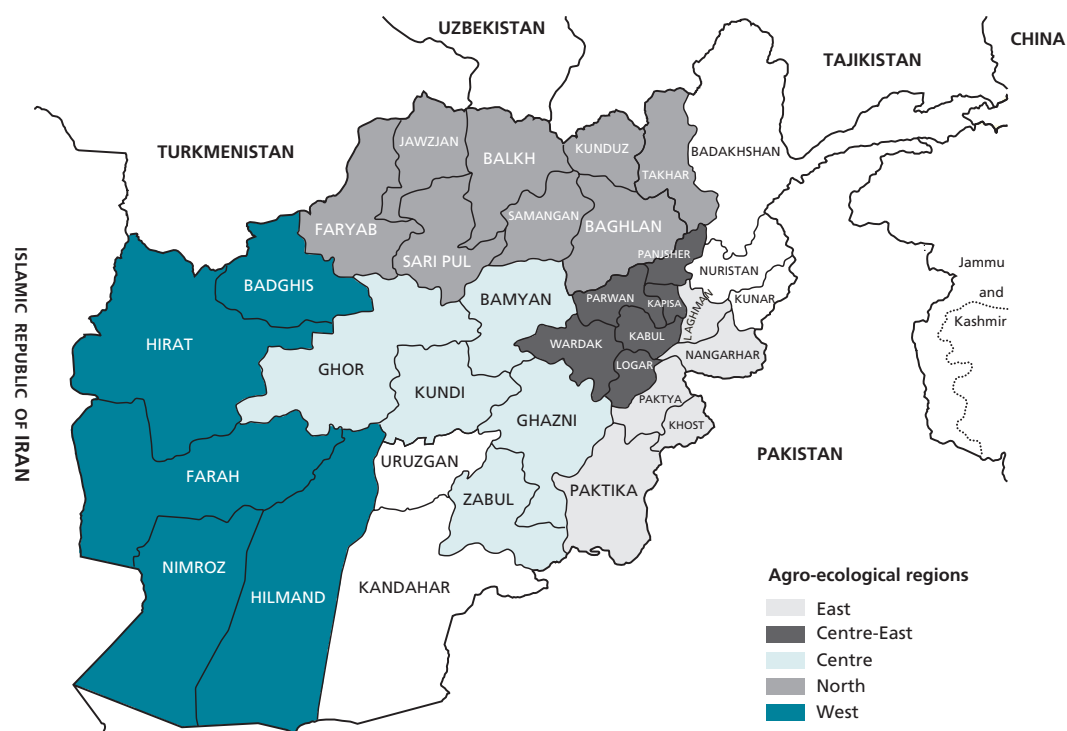 UZBEKISTAN
CHINA
TAJIKISTAN
TURKMENISTAN
JAWZJAN
BALKH
KUNDUZ
BADAKHSHAN
TAKHAR
FARYAB
SAMANGAN
BAGHLAN
SARI PUL
PANJSHER
NURISTAN
Jammu
and
Kashmir
ISLAMIC REPUBLIC OF IRAN
BADGHIS
BAMYAN
PARWAN
KAPISA
LAGHMAN
KUNAR
HIRAT
WARDAK
KABUL
NANGARHAR
GHOR
LOGAR
KUNDI
PAKTYA
GHAZNI
KHOST
PAKISTAN
URUZGAN
FARAH
ZABUL
PAKTIKA
NIMROZ
HILMAND
KANDAHAR
Agro-ecological regions
East
Centre-East
Centre
North
West